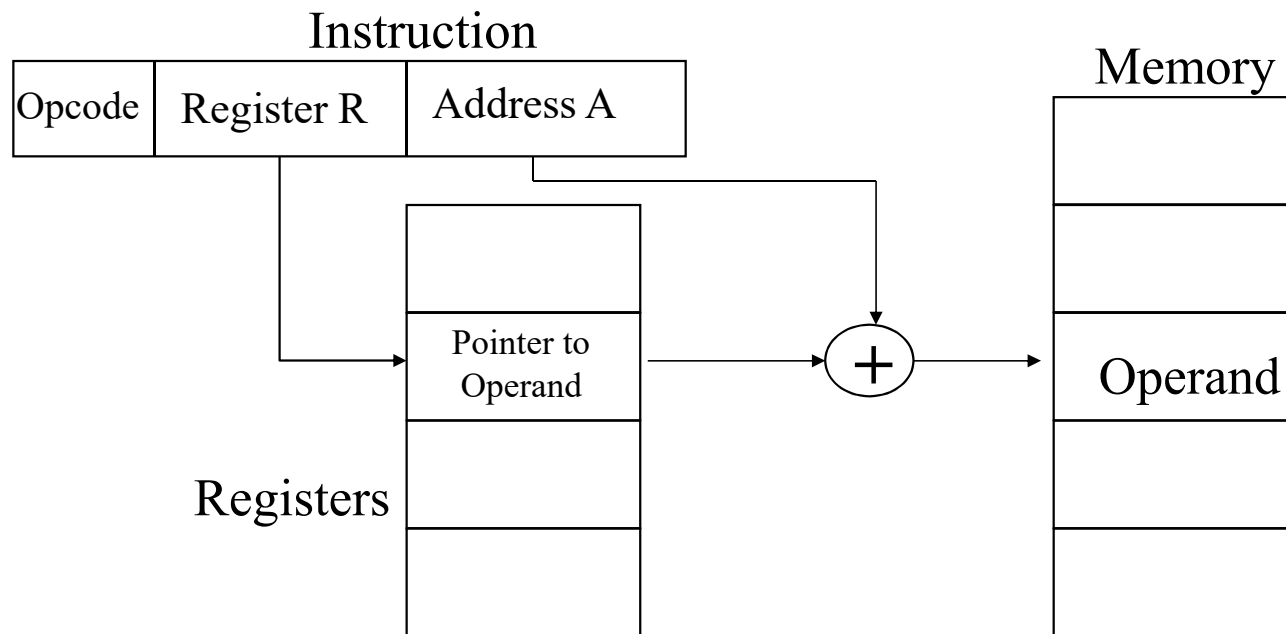 Instruction
Memory
Opcode
Register R
Address A
Pointer to
Operand
+
Operand
Registers